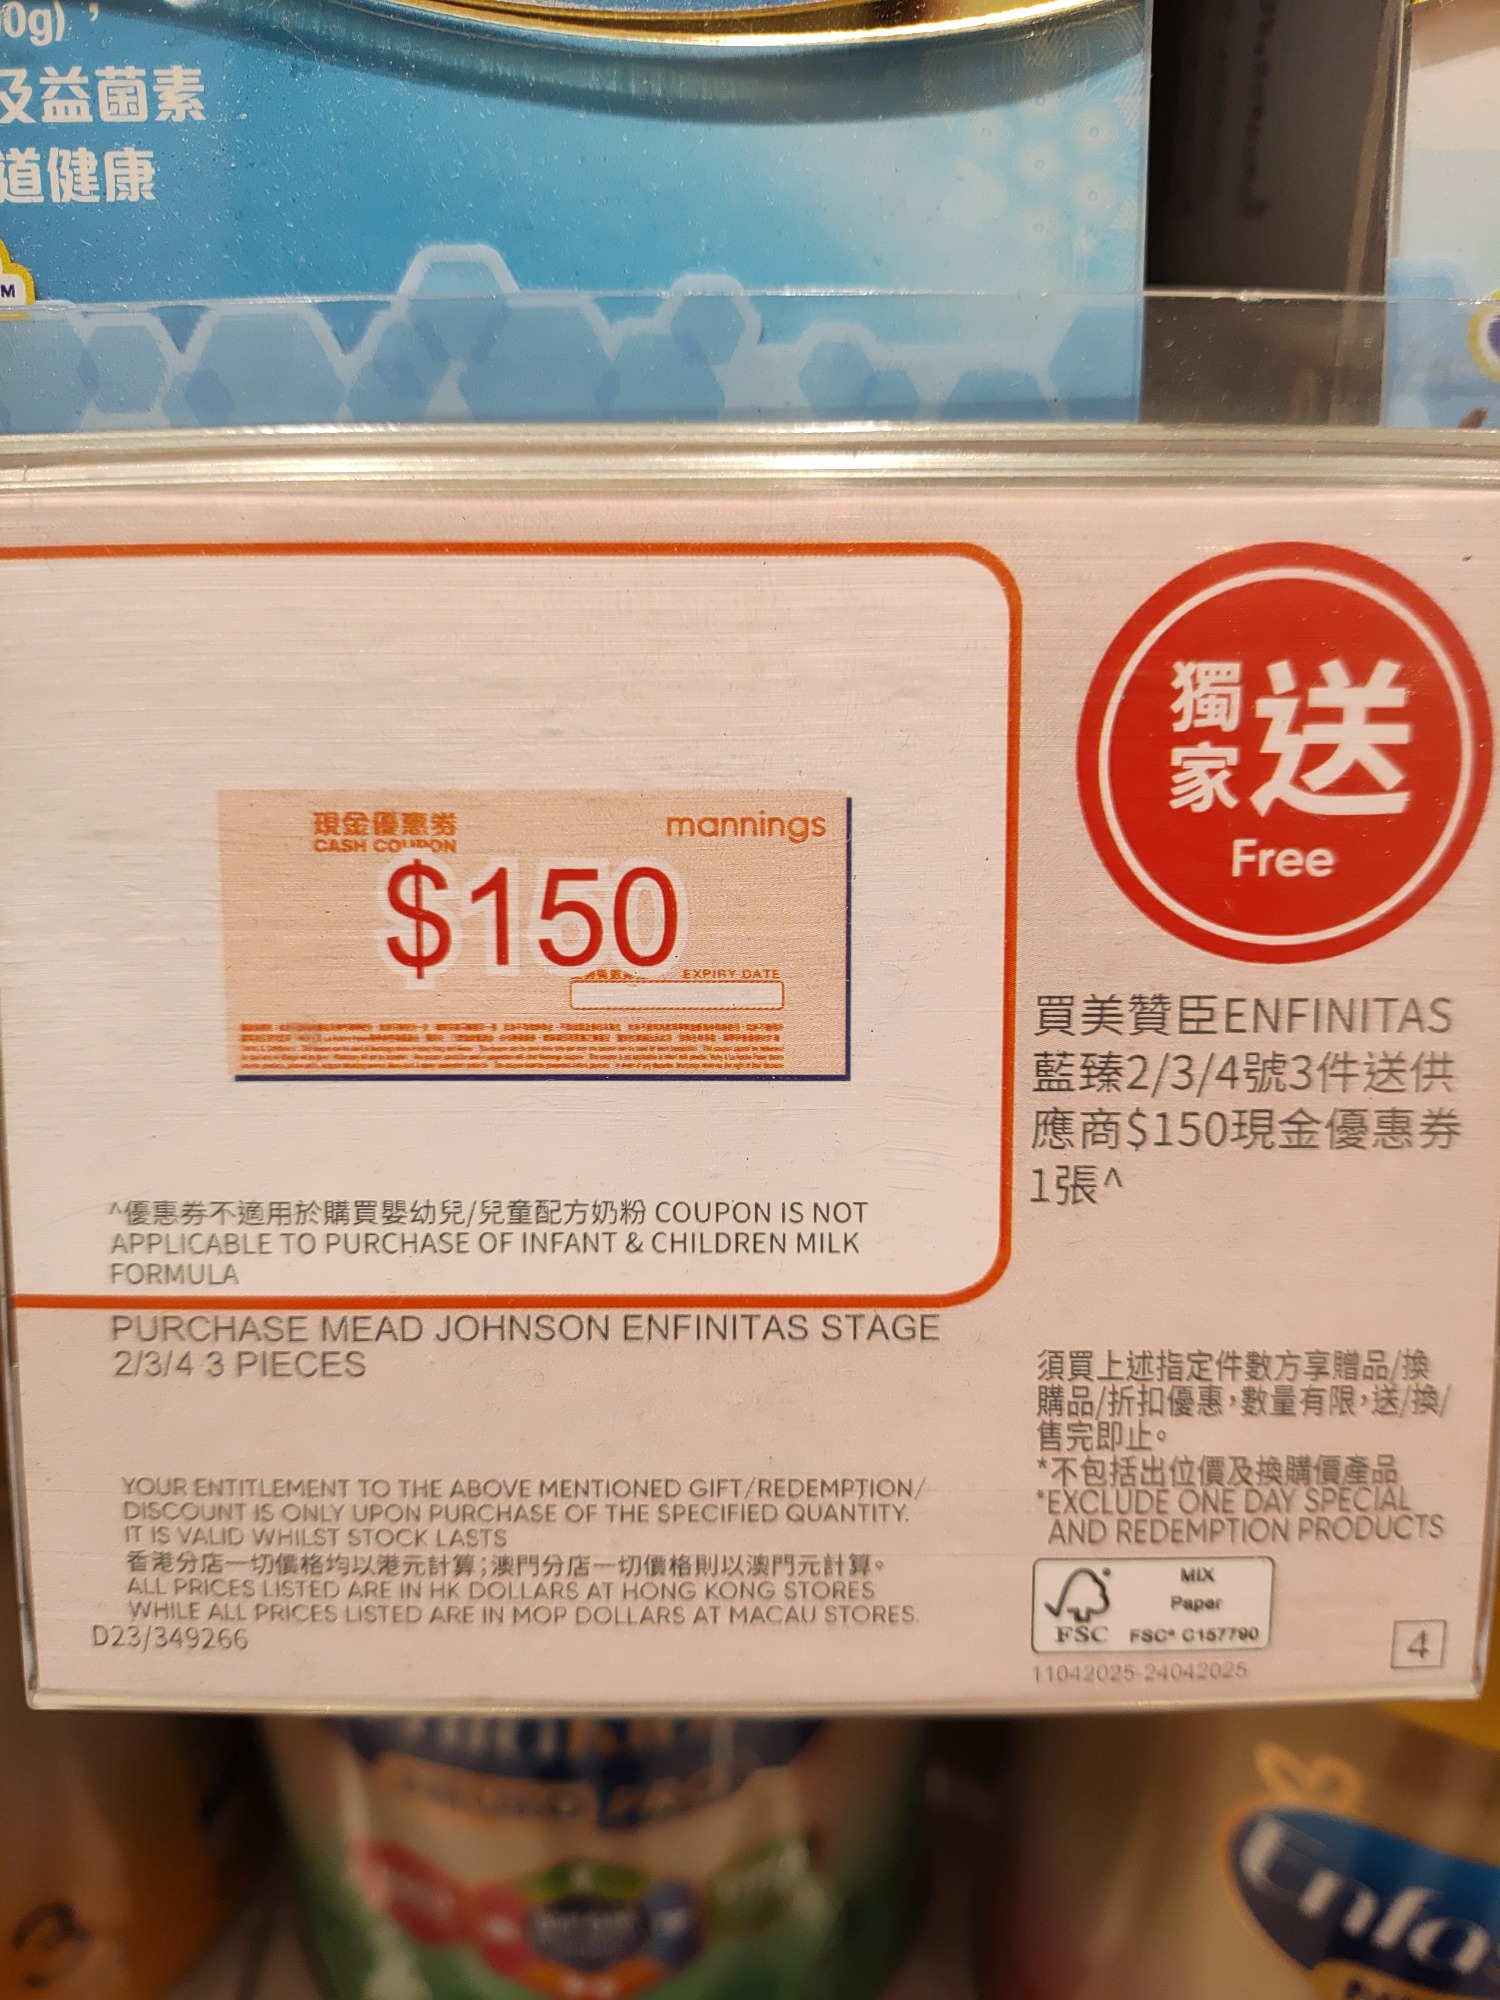 0g) ，
及益菌素
道健康
M
獨家送
Free
現金優惠券
CASH COUPON
mannings
$150
EXPIRY DATE
^優惠券不適用於購買嬰幼兒/兒童配方奶粉 COUPON IS NOT
APPLICABLE TO PURCHASE OF INFANT & CHILDREN MILK
FORMULA
買美贊臣ENFINITAS
藍臻2/3/4號3件送供
應商$150現金優惠券
1張^
PURCHASE MEAD JOHNSON ENFINITAS STAGE
2/3/4 3 PIECES
須買上述指定件數方享贈品/換
購品/折扣優惠，數量有限，送/換/
售完即止。
*不包括出位價及換購價產品
*EXCLUDE ONE DAY SPECIAL
AND REDEMPTION PRODUCTS
YOUR ENTITLEMENT TO THE ABOVE MENTIONED GIFT/REDEMPTION/
DISCOUNT IS ONLY UPON PURCHASE OF THE SPECIFIED QUANTITY.
IT IS VALID WHILST STOCK LASTS
香港分店一切價格均以港元計算；澳門分店一切價格則以澳門元計算。
ALL PRICES LISTED ARE IN HK DOLLARS AT HONG KONG STORES
WHILE ALL PRICES LISTED ARE IN MOP DOLLARS AT MACAU STORES.
D23/349266
MIX
Paper
FSC
FSC® C157790
11042025-24042025
4
Enfa
3